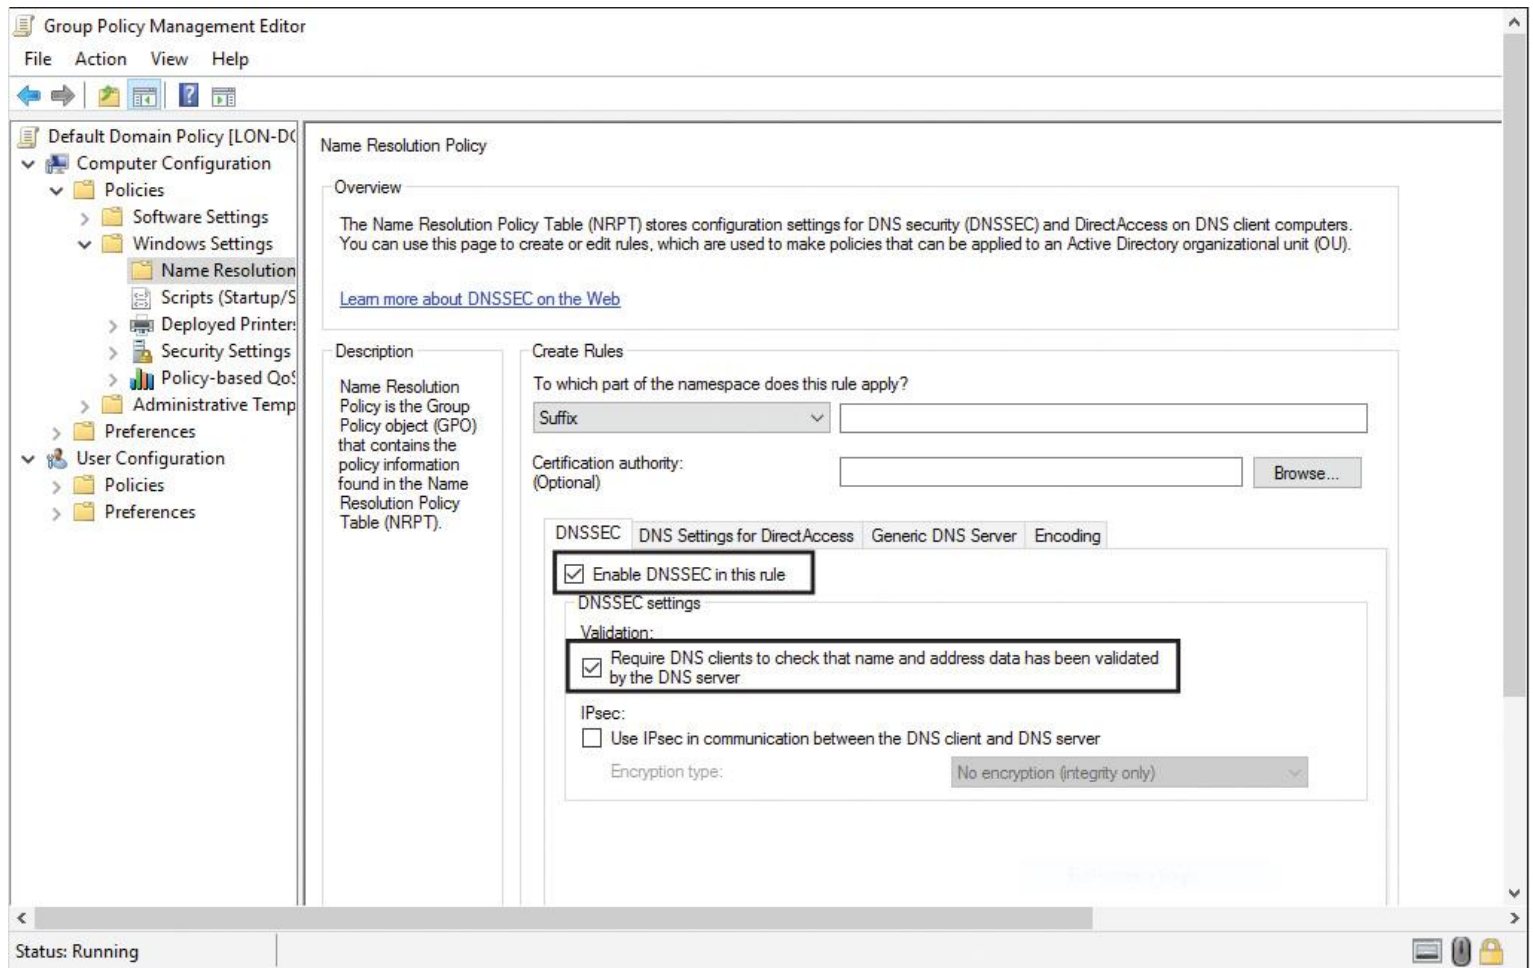 Group Policy Management Editor
File Action View Help
Default Domain Policy [LON-D
Computer Configuration
Policies
Software Settings
Windows Settings
Name Resolution
Scripts (Startup/S
Deployed Printer
Security Settings
Policy-based Qo
Administrative Temp
Preferences
User Configuration
Policies
Preferences
Name Resolution Policy
Overview
The Name Resolution Policy Table (NRPT) stores configuration settings for DNS security (DNSSEC) and DirectAccess on DNS client computers.
You can use this page to create or edit rules, which are used to make policies that can be applied to an Active Directory organizational unit (OU).
Learn more about DNSSEC on the Web
Description
Name Resolution
Policy is the Group
Policy object (GPO)
that contains the
policy information
found in the Name
Resolution Policy
Table (NRPT).
Create Rules
To which part of the namespace does this rule apply?
Suffix
Certification authority:
(Optional)
Browse...
DNSSEC DNS Settings for DirectAccess Generic DNS Server Encoding
Enable DNSSEC in this rule
DNSSEC settings
Validation:
Require DNS clients to check that name and address data has been validated
by the DNS server
IPsec:
Use IPsec in communication between the DNS client and DNS server
Encryption type:
No encryption (integrity only)
Status: Running